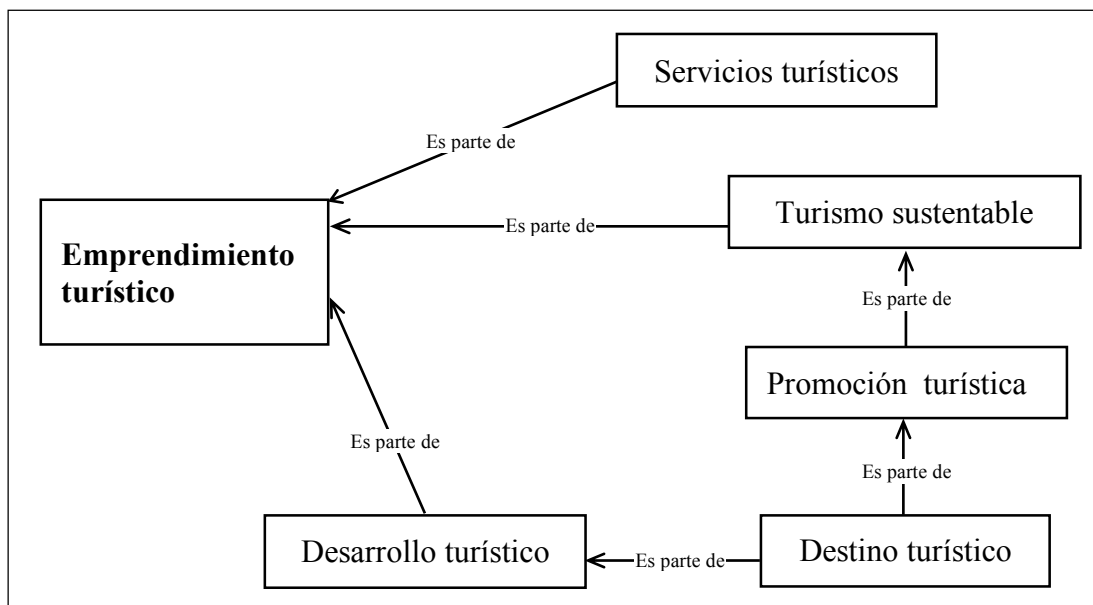 Servicios turísticos
Es parte de
Turismo sustentable
Es parte de
Emprendimiento
turístico
Es parte de
Promoción turística
Es parte de
Es parte de
Desarrollo turístico
Es parte de
Destino turístico